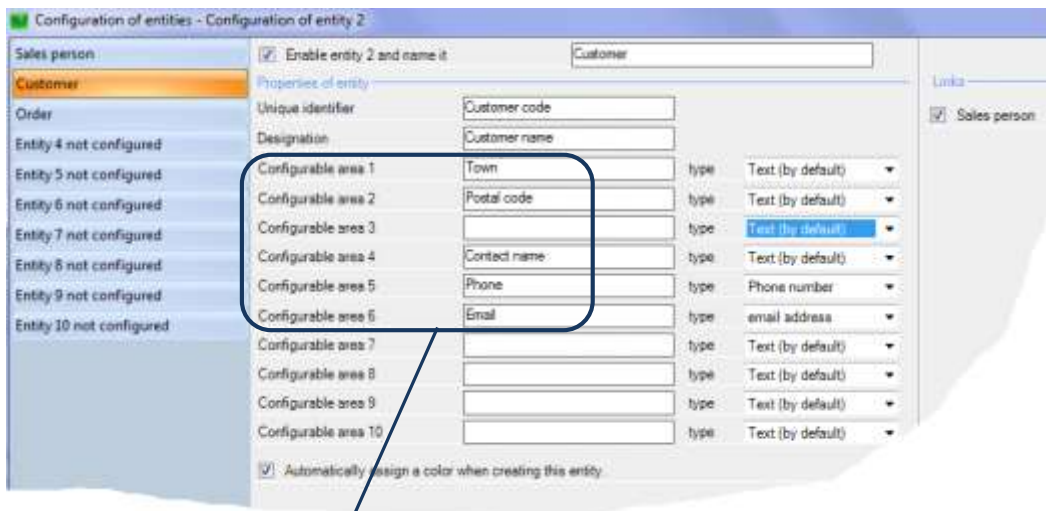 Configuration of entities - Configuration of entity 2
Sales person
Customer
Order
Entity 4 not configured
Entity 5 not configured
Entity 6 not configured
Entity 7 not configured
Entity 8 not configured
Entity 9 not configured
Entity 10 not configured
Enable entity 2 and name it Customer
Properties of entity
Unique identifier Customer code
Designation Customer name
Configurable area 1 Town type Text (by default)
Configurable area 2 Postal code type Text (by default)
Configurable area 3 type Text (by default)
Configurable area 4 Contact name type Text (by default)
Configurable area 5 Phone type Phone number
Configurable area 6 Email type email address
Configurable area 7 type Text (by default)
Configurable area 8 type Text (by default)
Configurable area 9 type Text (by default)
Configurable area 10 type Text (by default)
Automatically assign a color when creating this entity
Links
Sales person